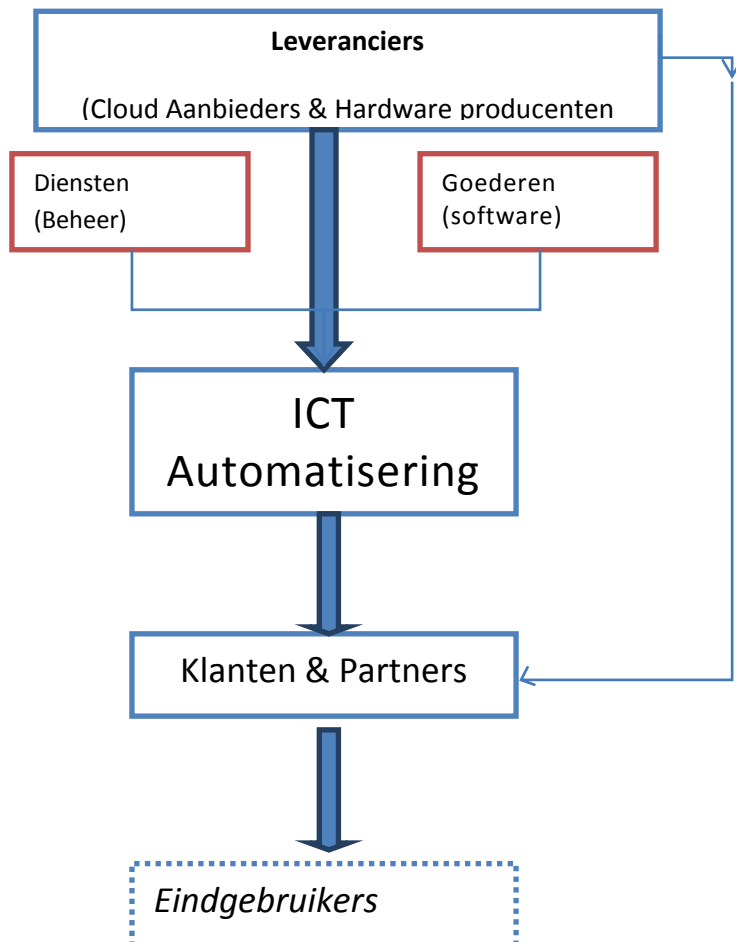 Leveranciers
(Cloud Aanbieders & Hardware producenten
Diensten
(Beheer)
Goederen
(software)
ICT
Automatisering
Klanten & Partners
Eindgebruikers